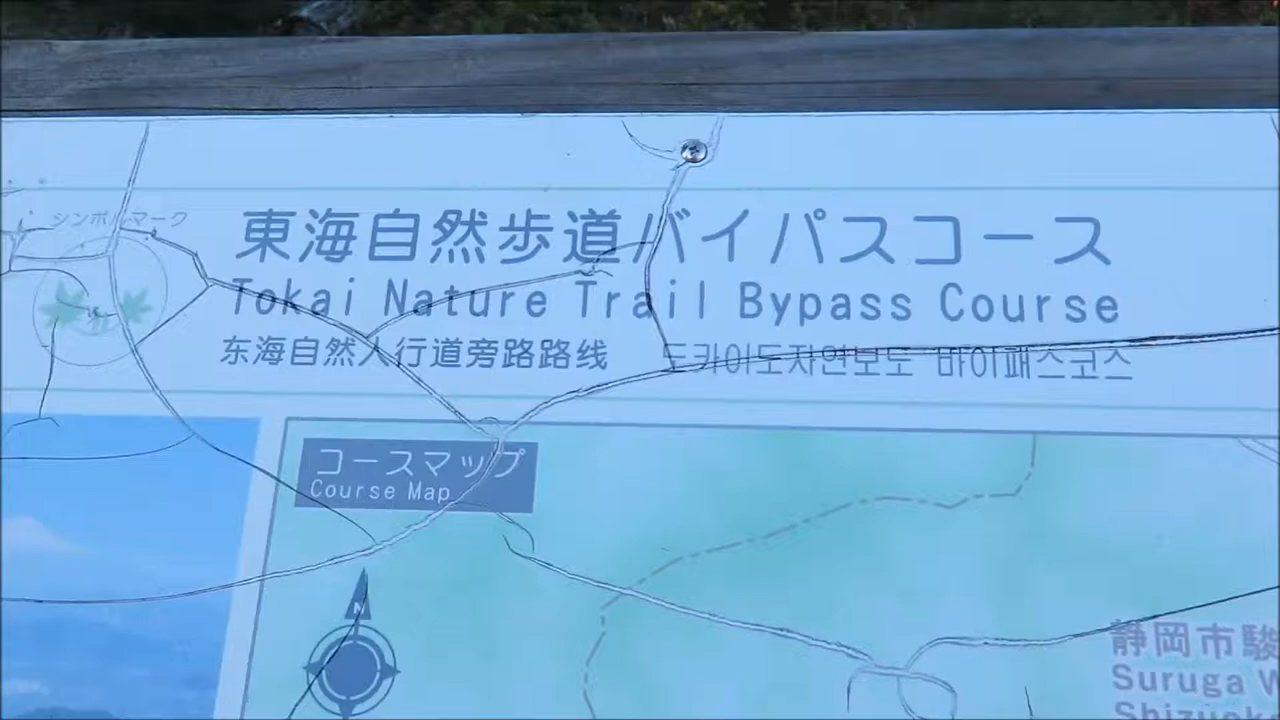 シンボルマーク
東海自然歩道バイパスコース
Tokai Nature Trail Bypass Course
东海自然人行道旁路路线
도카이도자연보도 바이패스코스
コースマップ
Course Map
N
静岡市駿
Suruga W
Shizuok